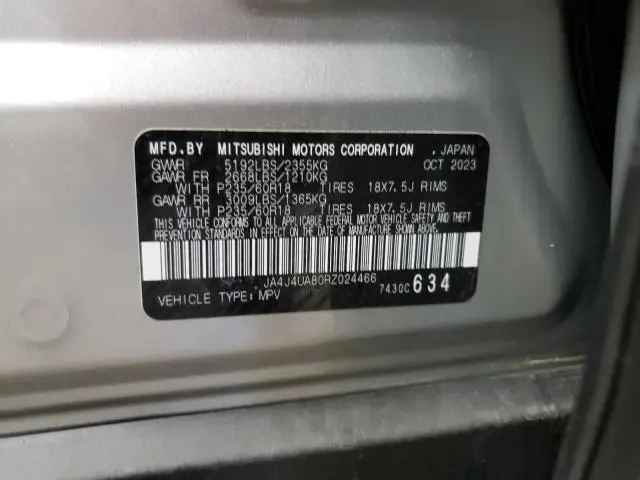 MFD.BY MITSUBISHI MOTORS CORPORATION .JAPAN
GVWR 5192LBS/2355KG OCT 2023
GAWR FR 2668LBS/1210KG
WITH P235/60R18 TIRES 18X7.5J RIMS
GAWR RR 3009LBS/1365KG
WITH P235/60R18 TIRES 18X7.5J RIMS
THIS VEHICLE CONFORMS TO ALL APPLICABLE FEDERAL MOTOR VEHICLE SAFETY AND THEFT
PREVENTION STANDARDS IN EFFECT ON THE DATE OF MANUFACTURE SHOWN ABOVE.
JA4J4UA80RZ024466
VEHICLE TYPE: MPV 7430C 634